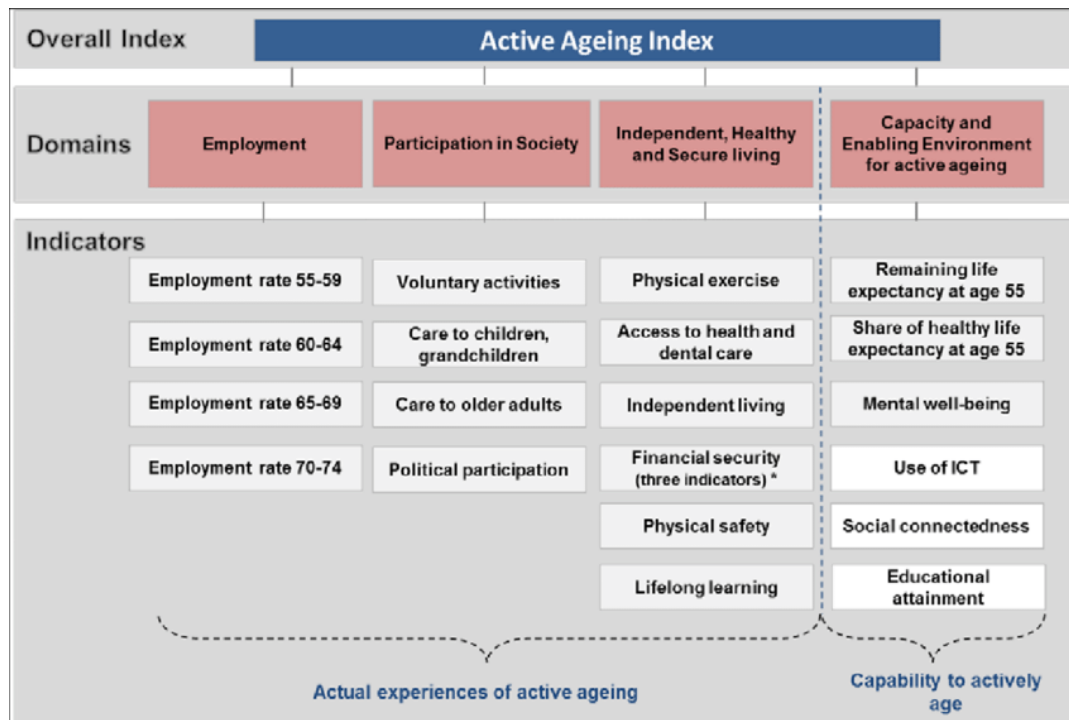 Overall Index
Active Ageing Index
Domains
Employment
Participation in Society
Independent, Healthy
and Secure living
Capacity and
Enabling Environment
for active ageing
Indicators
Employment rate 55-59
Voluntary activities
Physical exercise
Remaining life
expectancy at age 55
Employment rate 60-64
Care to children,
grandchildren
Access to health and
dental care
Share of healthy life
expectancy at age 55
Employment rate 65-69
Care to older adults
Independent living
Mental well-being
Employment rate 70-74
Political participation
Financial security
(three indicators) *
Use of ICT
Physical safety
Social connectedness
Lifelong learning
Educational
attainment
Actual experiences of active ageing
Capability to actively
age